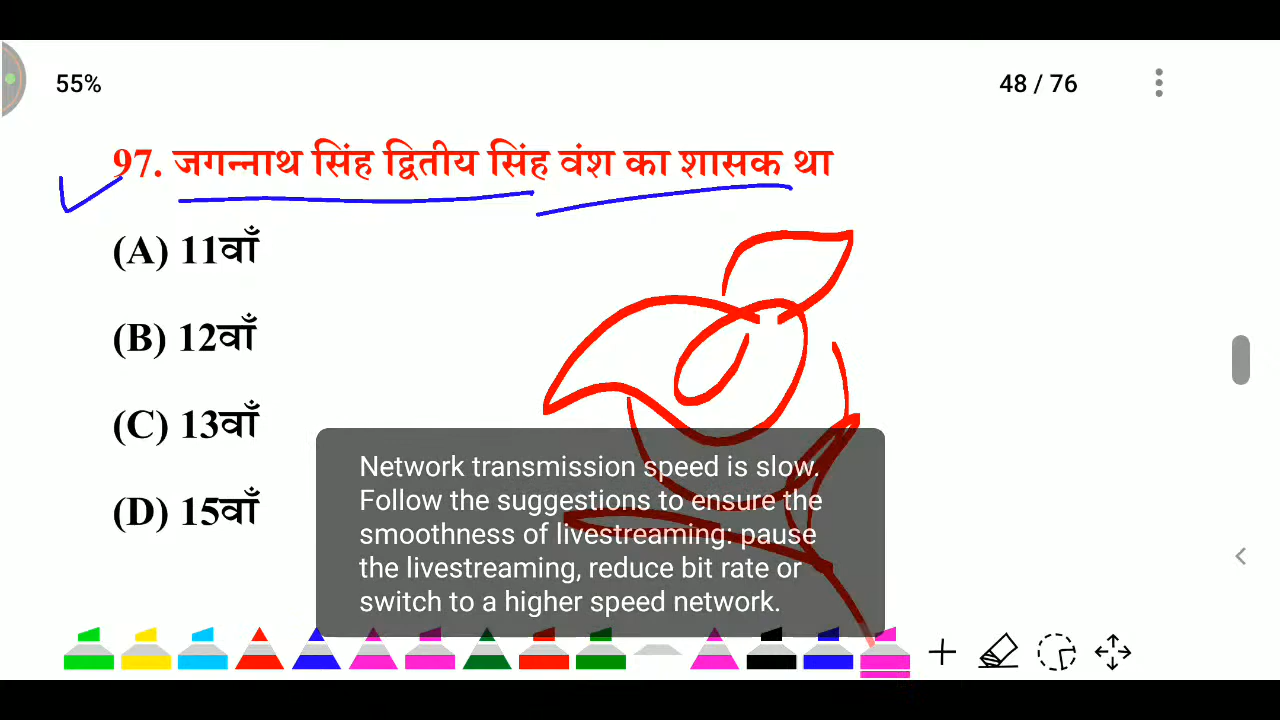 55%
48 / 76
97. जगन्नाथ सिंह द्वितीय सिंह वंश का शासक था
(A) 11वाँ
(B) 12वाँ
(C) 13वाँ
(D) 15वाँ
Network transmission speed is slow.
Follow the suggestions to ensure the
smoothness of livestreaming: pause
the livestreaming, reduce bit rate or
switch to a higher speed network.